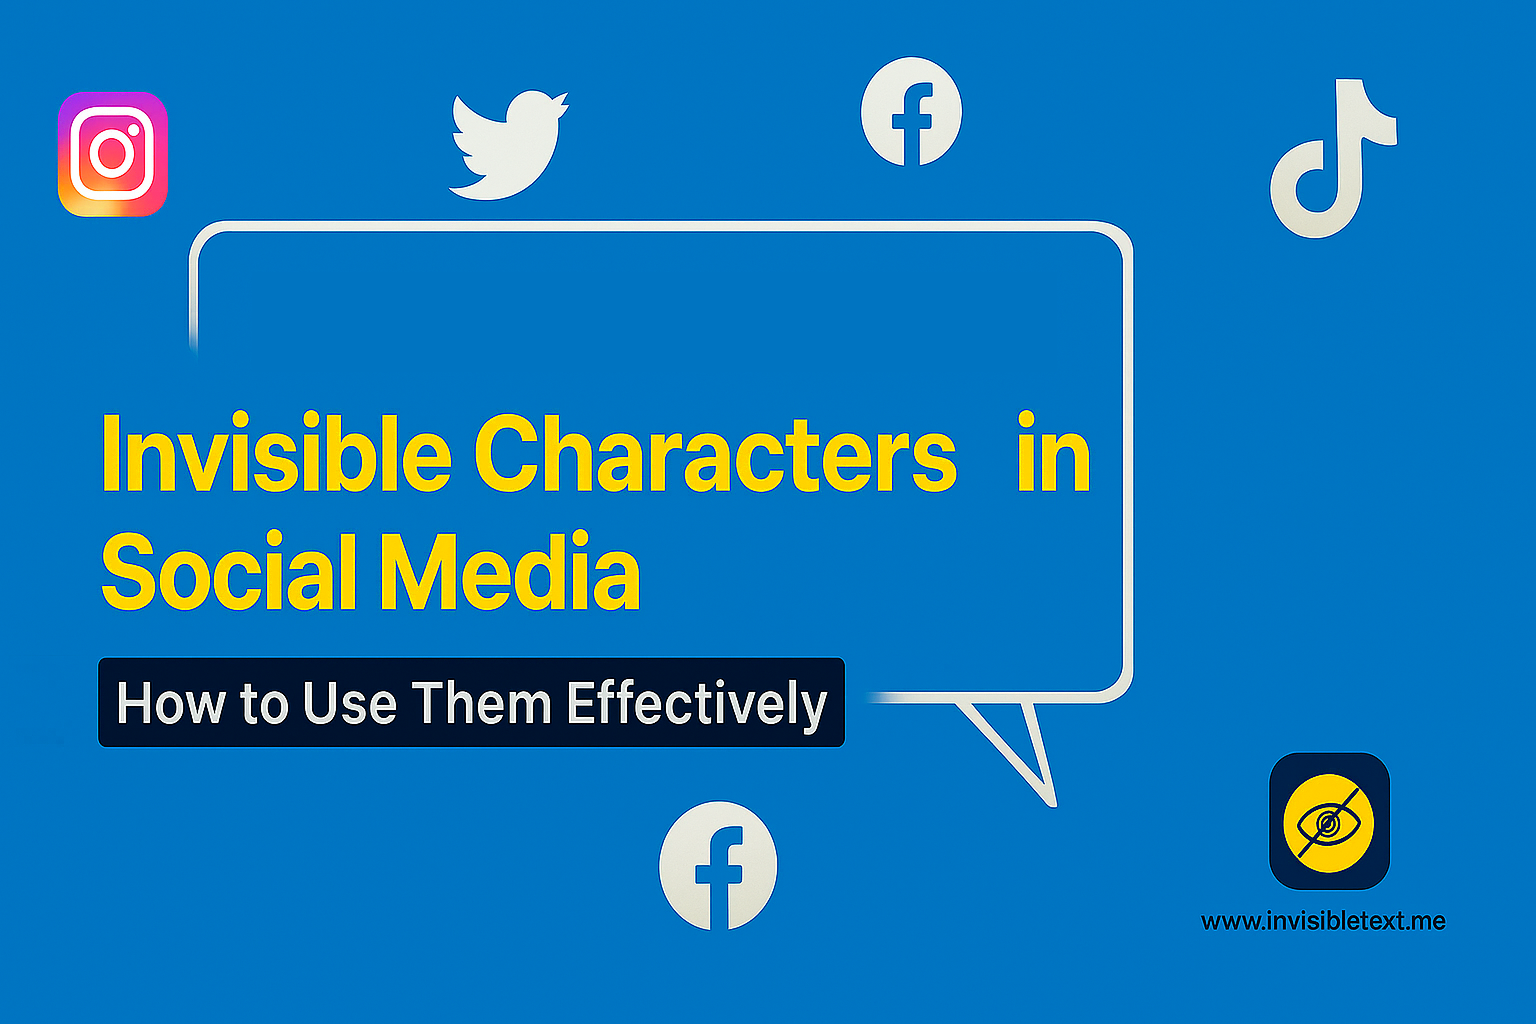 Invisible Characters in
Social Media
How to Use Them Effectively
www.invisibletext.me